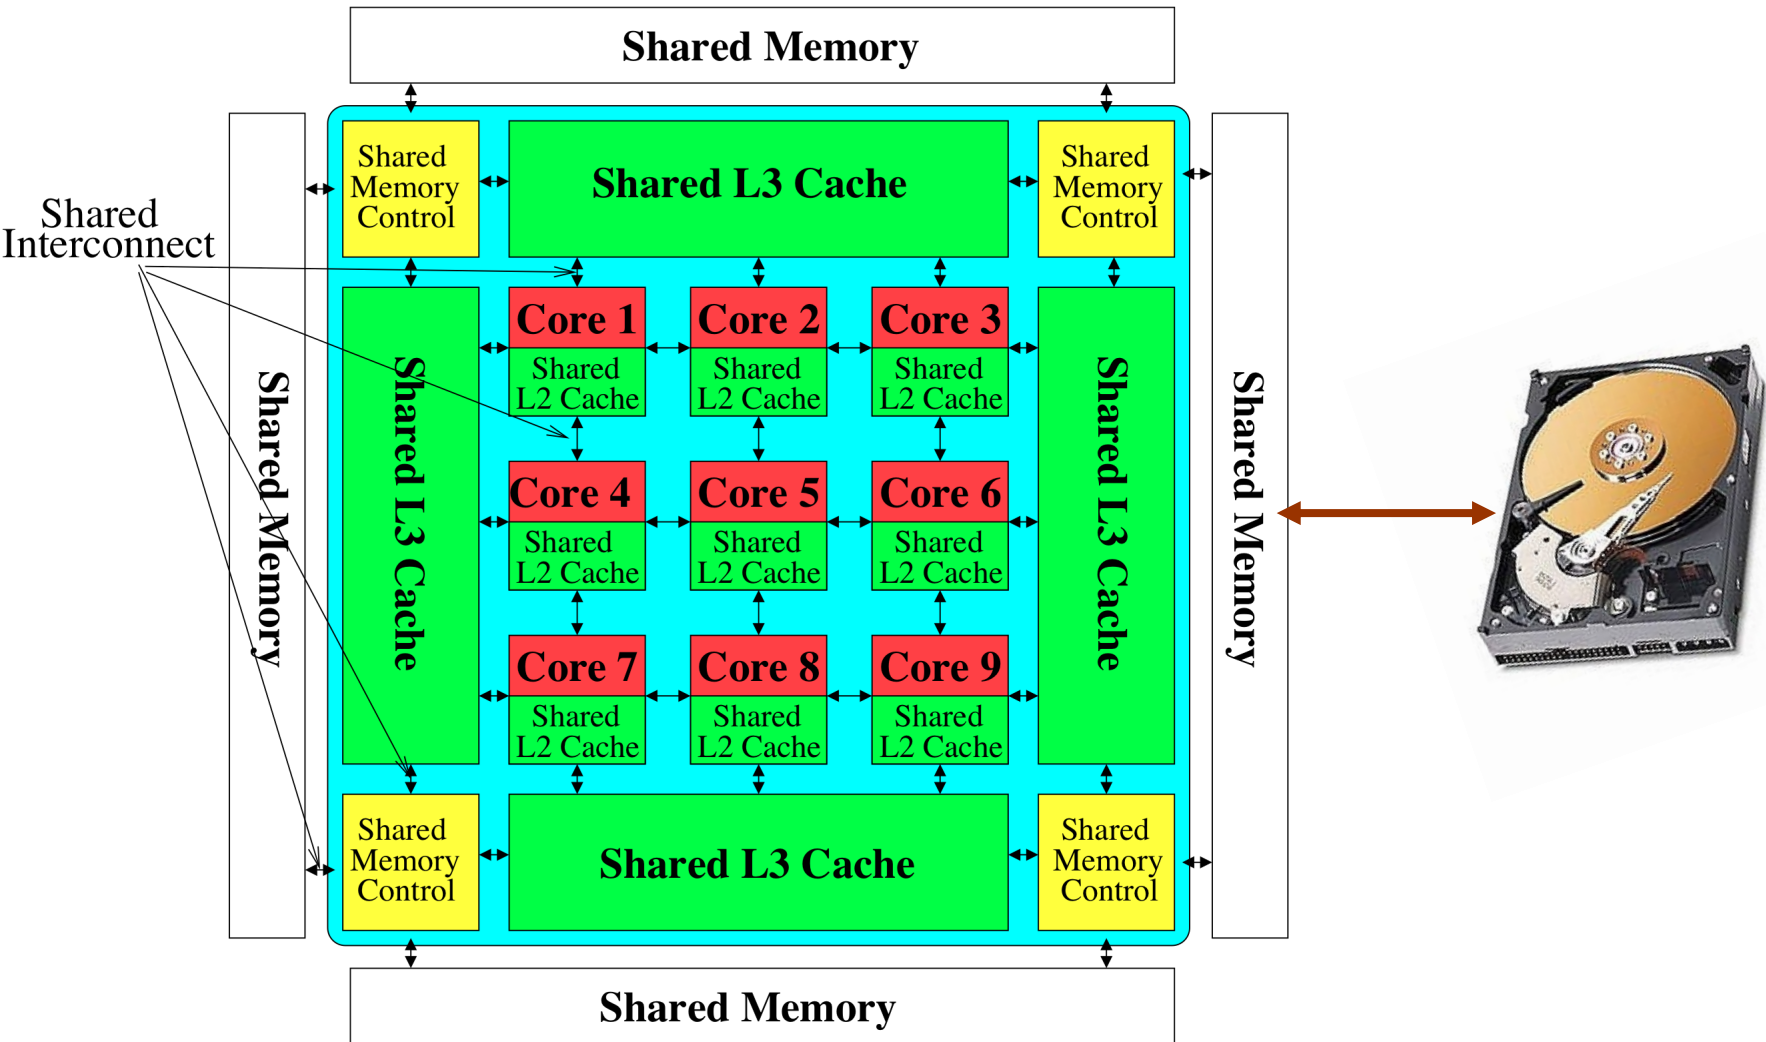 Shared Memory
Shared
Memory
Control
Shared L3 Cache
Shared
Memory
Control
Shared
Interconnect
Shared Memory
Shared L3 Cache
Core 1
Shared
L2 Cache
Core 2
Shared
L2 Cache
Core 3
Shared
L2 Cache
Core 4
Shared
L2 Cache
Core 5
Shared
L2 Cache
Core 6
Shared
L2 Cache
Core 7
Shared
L2 Cache
Core 8
Shared
L2 Cache
Core 9
Shared
L2 Cache
Shared L3 Cache
Shared Memory
Shared
Memory
Control
Shared L3 Cache
Shared
Memory
Control
Shared Memory